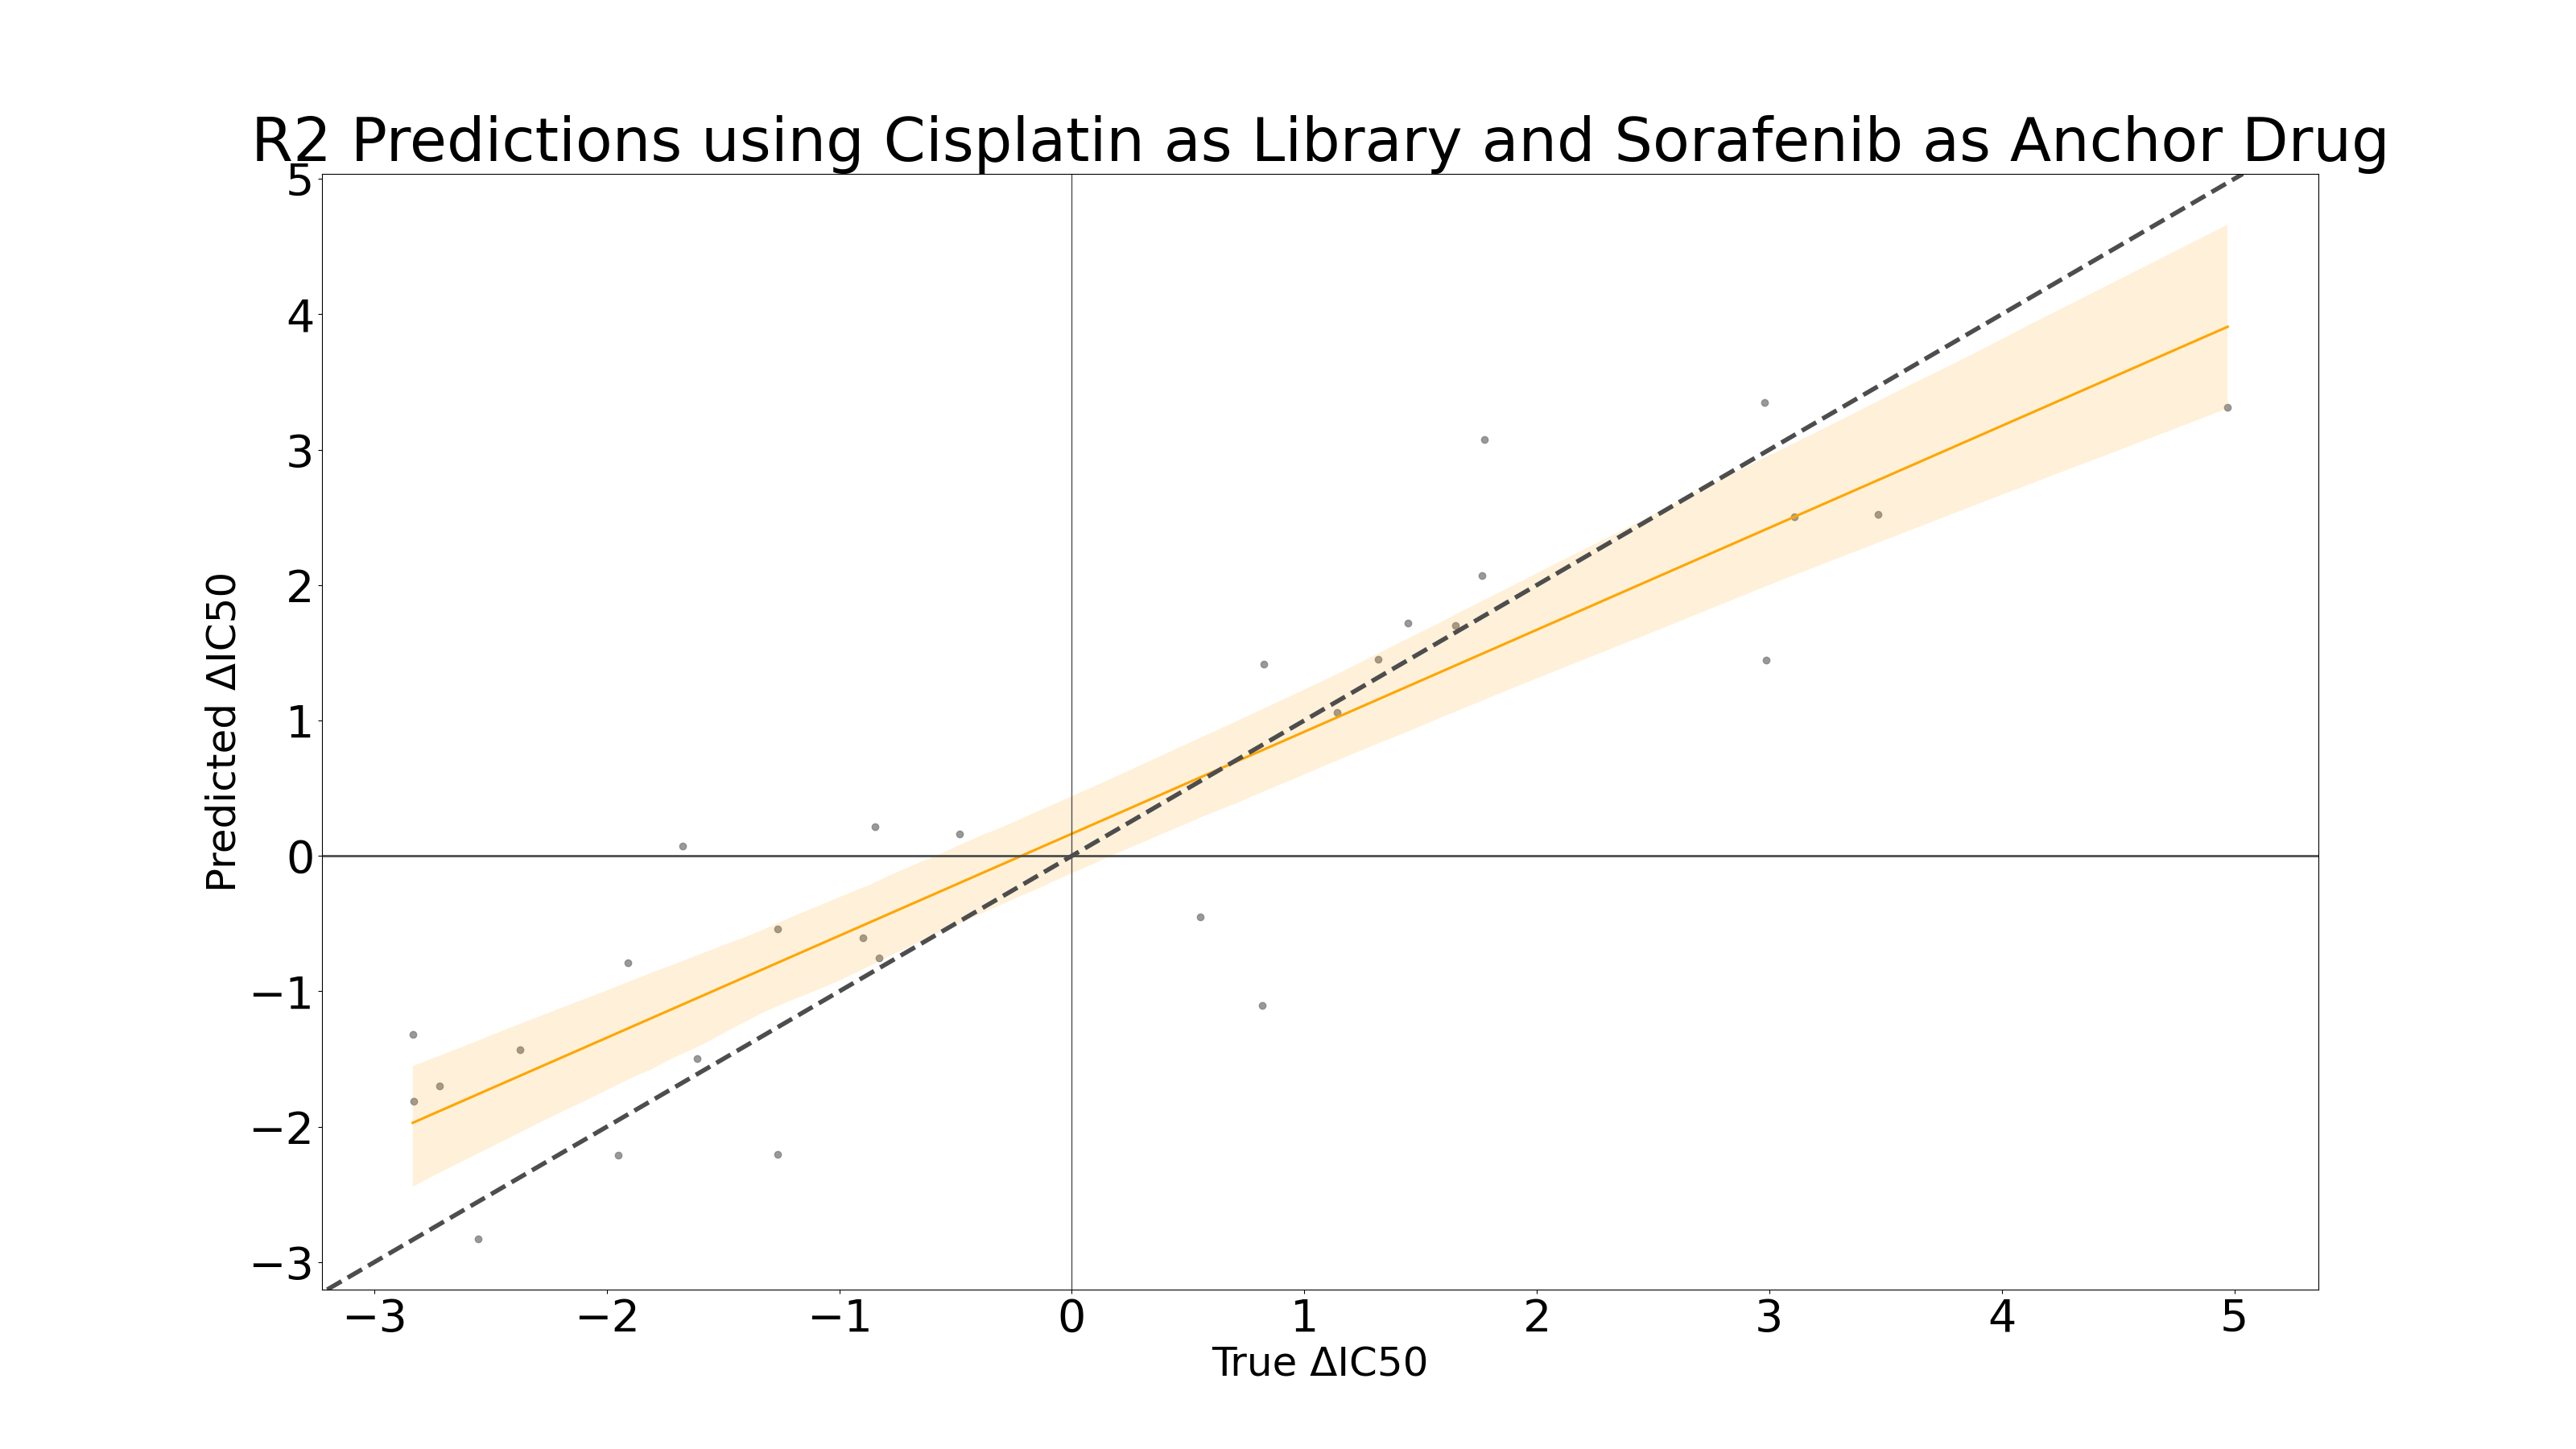 R2 Predictions using Cisplatin as Library and Sorafenib as Anchor Drug
5
4
3
2
1
0
−1
−2
−3
Predicted ΔIC50
−3 −2 −1 0 1 2 3 4 5
True ΔIC50